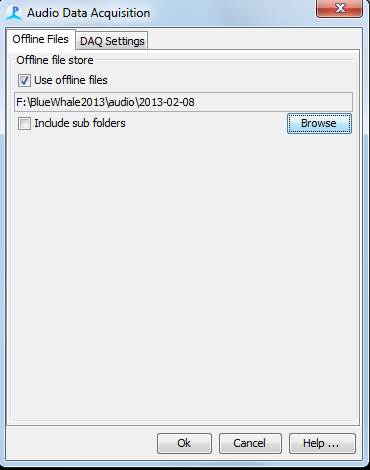 Audio Data Acquisition
Offline Files DAQ Settings
Offline file store
Use offline files
F:\BlueWhale2013\audio\2013-02-08
Include sub folders Browse
Ok Cancel Help ...